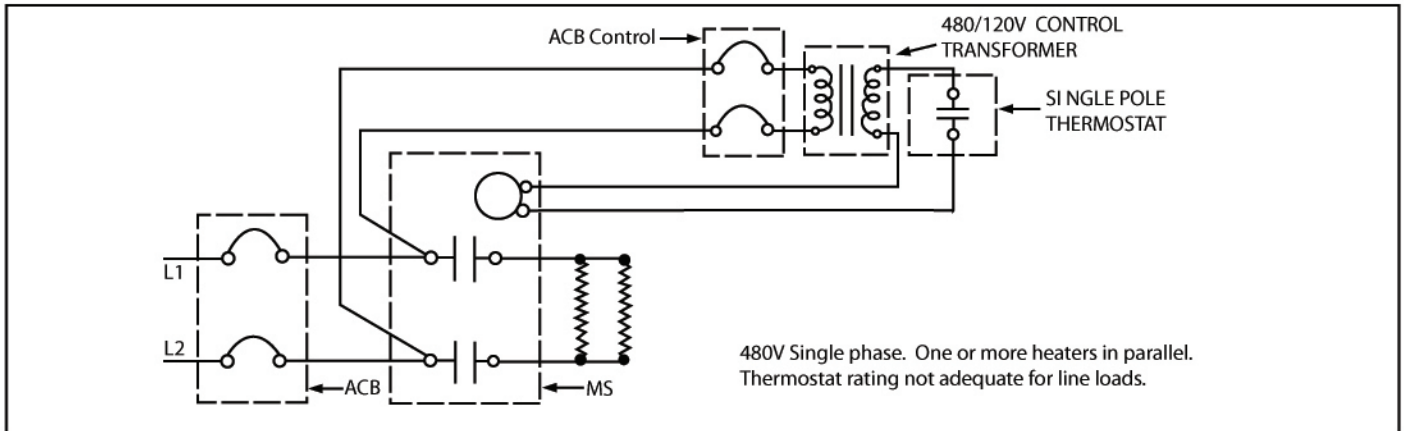 ACB Control
480/120V CONTROL
TRANSFORMER
SI NGLE POLE
THERMOSTAT
L1
L2
ACB
MS
480V Single phase. One or more heaters in parallel.
Thermostat rating not adequate for line loads.